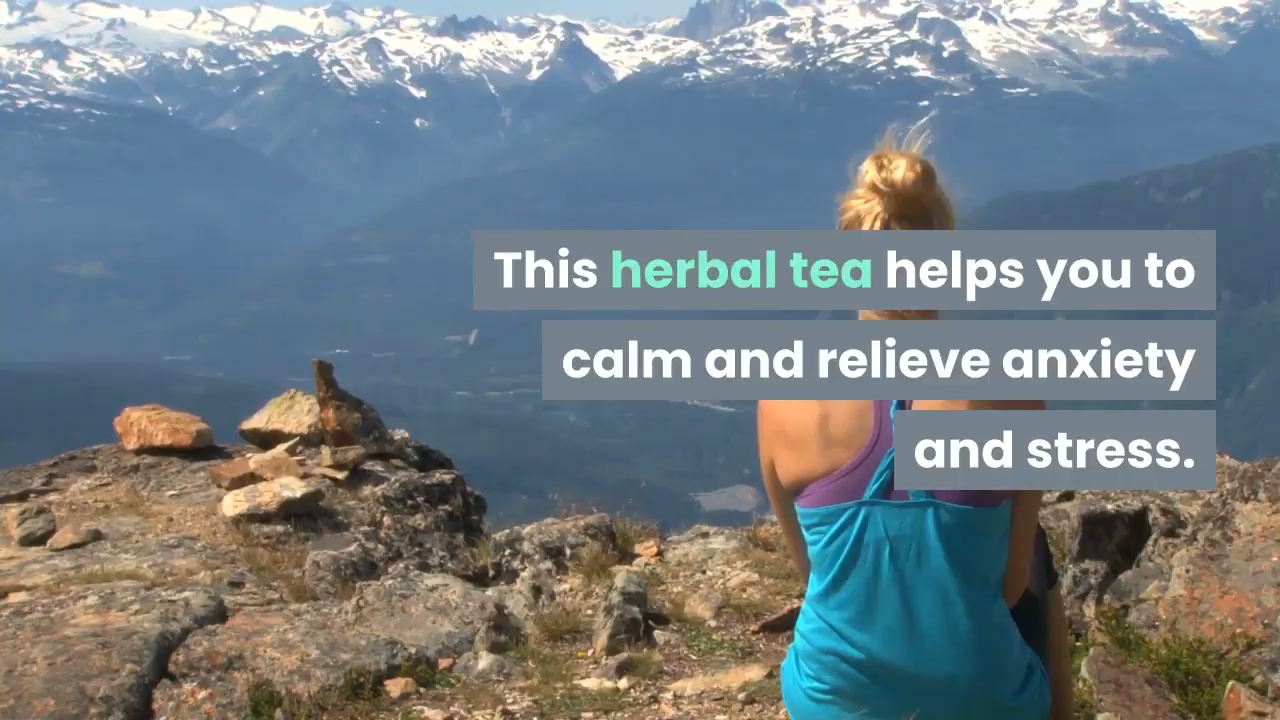 This herbal tea helps you to
calm and relieve anxiety
and stress.